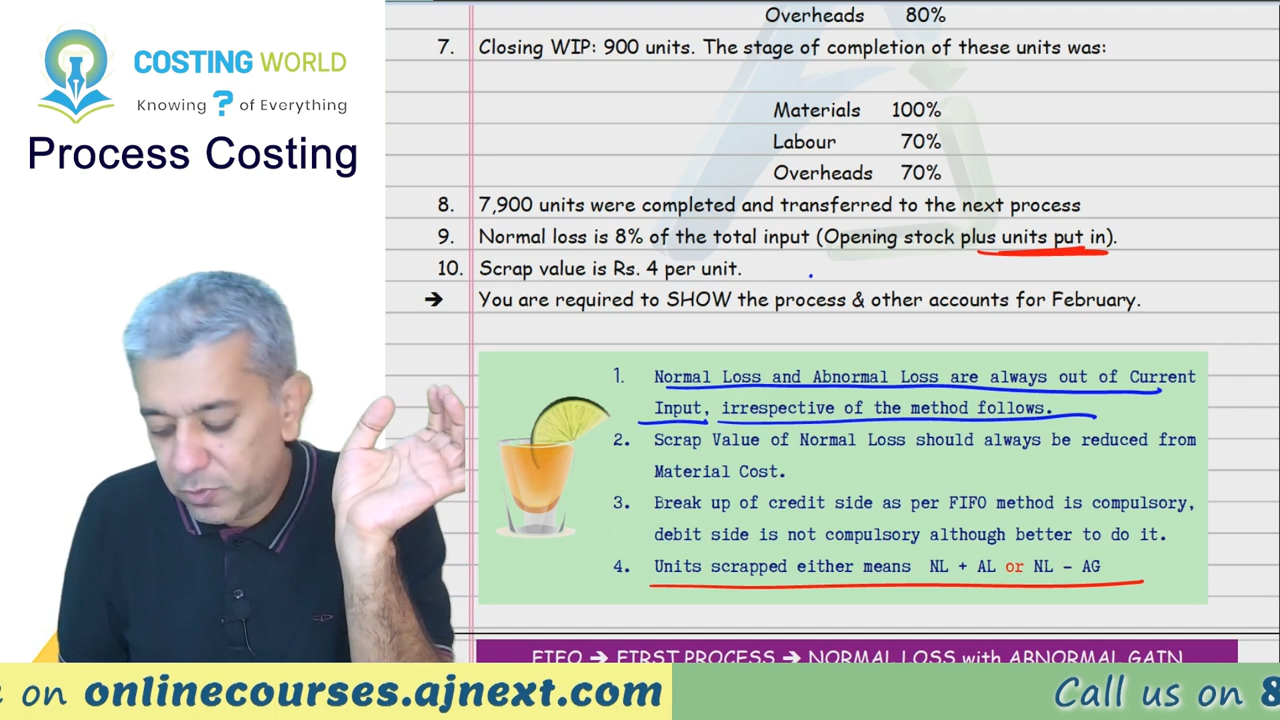 COSTING WORLD
Knowing ? of Everything
Process Costing
Overheads 80%
7. Closing WIP: 900 units. The stage of completion of these units was:
Materials 100%
Labour 70%
Overheads 70%
8. 7,900 units were completed and transferred to the next process
9. Normal loss is 8% of the total input (Opening stock plus units put in).
10. Scrap value is Rs. 4 per unit.
➔ You are required to SHOW the process & other accounts for February.
1. Normal Loss and Abnormal Loss are always out of Current
Input, irrespective of the method follows.
2. Scrap Value of Normal Loss should always be reduced from
Material Cost.
3. Break up of credit side as per FIFO method is compulsory,
debit side is not compulsory although better to do it.
4. Units scrapped either means NL + AL or NL - AG
FIFO ➔ FIRST PROCESS ➔ NORMAL LOSS with ABNORMAL GAIN
on onlinecourses.ajnext.com
Call us on 8